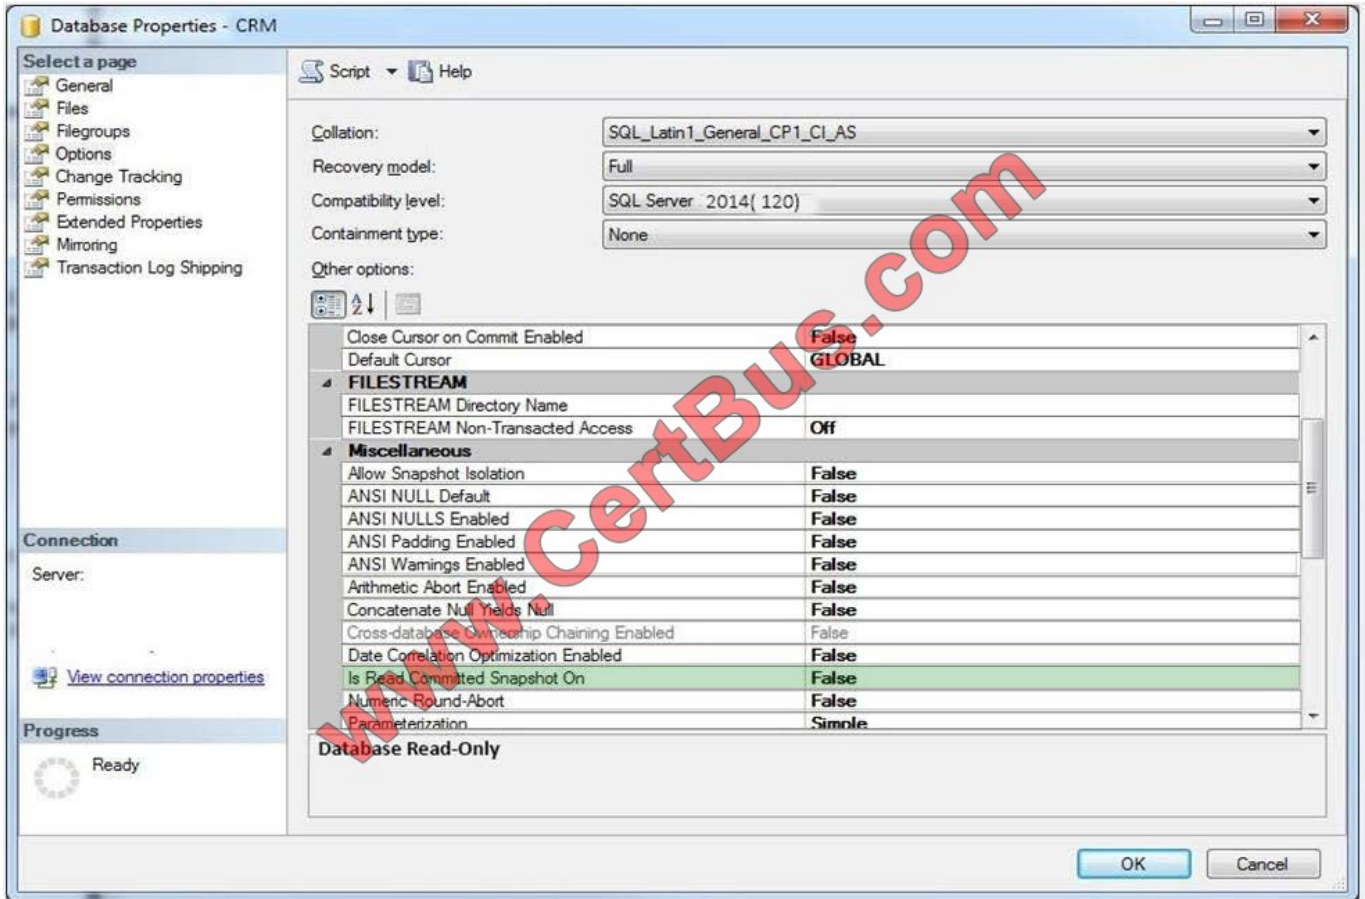 Database Properties - CRM
Select a page
General
Files
Filegroups
Options
Change Tracking
Permissions
Extended Properties
Mirroring
Transaction Log Shipping
Connection
Server:
View connection properties
Progress
Ready
Script Help
Collation: SQL_Latin1_General_CP1_CI_AS
Recovery model: Full
Compatibility level: SQL Server 2014( 120)
Containment type: None
Other options:
Close Cursor on Commit Enabled False
Default Cursor GLOBAL
FILESTREAM
FILESTREAM Directory Name
FILESTREAM Non-Transacted Access Off
Miscellaneous
Allow Snapshot Isolation False
ANSI NULL Default False
ANSI NULLS Enabled False
ANSI Padding Enabled False
ANSI Warnings Enabled False
Arithmetic Abort Enabled False
Concatenate Null Yields Null False
Cross-database Ownership Chaining Enabled False
Date Correlation Optimization Enabled False
Is Read Committed Snapshot On False
Numeric Round-Abort False
Parameterization Simple
Database Read-Only
OK Cancel
www.CertBus.com